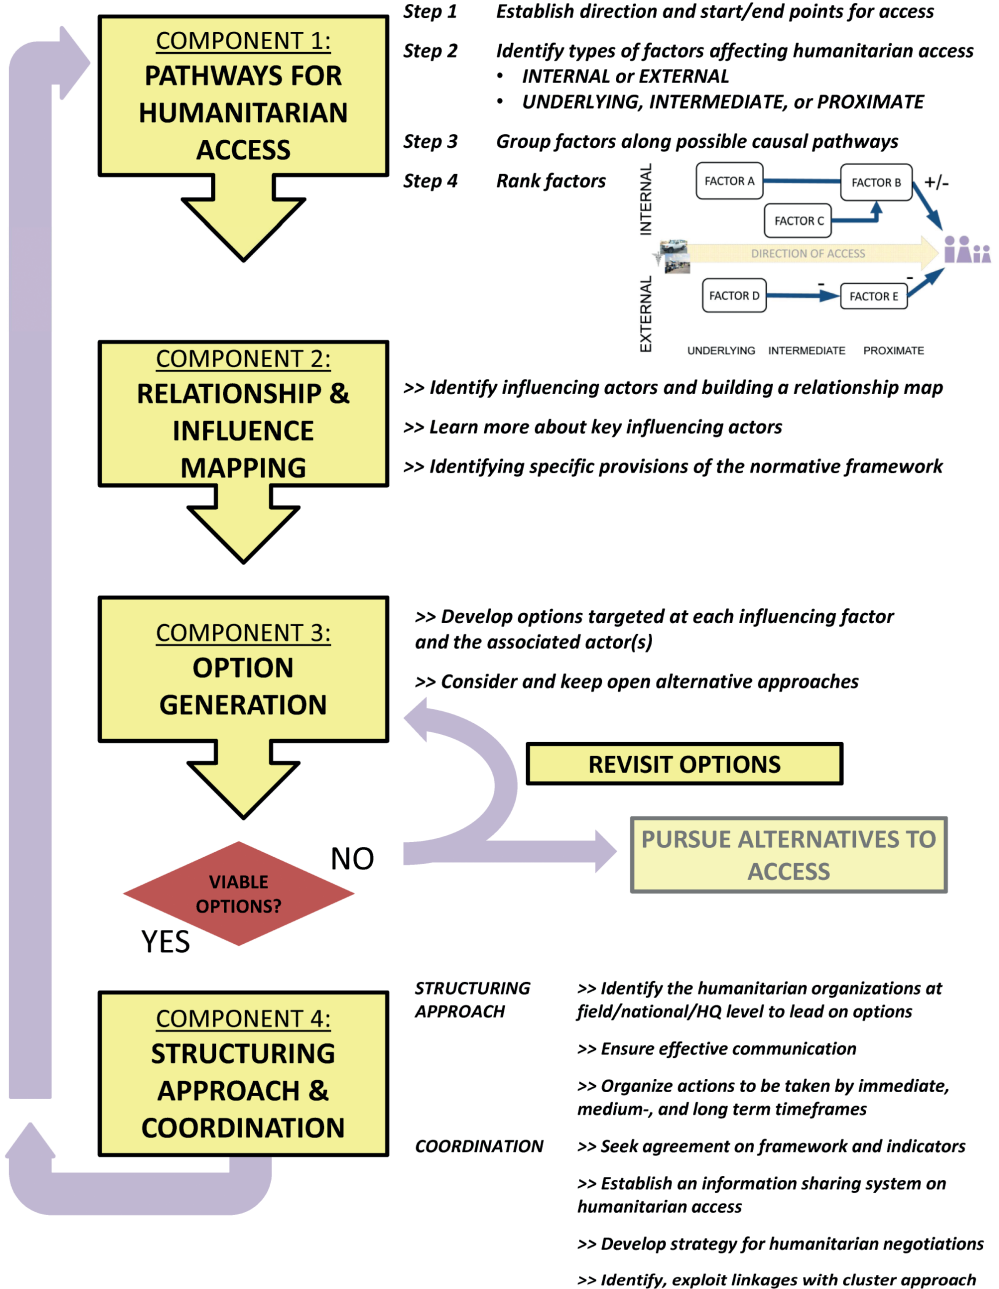 COMPONENT 1:
PATHWAYS FOR
HUMANITARIAN
ACCESS
Step 1 Establish direction and start/end points for access
Step 2 Identify types of factors affecting humanitarian access
• INTERNAL or EXTERNAL
• UNDERLYING, INTERMEDIATE, or PROXIMATE
Step 3 Group factors along possible causal pathways
Step 4 Rank factors
INTERNAL
EXTERNAL
FACTOR A
FACTOR B
+/-
FACTOR C
DIRECTION OF ACCESS
FACTOR D
-
FACTOR E
-
UNDERLYING INTERMEDIATE PROXIMATE
COMPONENT 2:
RELATIONSHIP &
INFLUENCE
MAPPING
>> Identify influencing actors and building a relationship map
>> Learn more about key influencing actors
>> Identifying specific provisions of the normative framework
COMPONENT 3:
OPTION
GENERATION
>> Develop options targeted at each influencing factor
and the associated actor(s)
>> Consider and keep open alternative approaches
REVISIT OPTIONS
PURSUE ALTERNATIVES TO
ACCESS
NO
VIABLE
OPTIONS?
YES
COMPONENT 4:
STRUCTURING
APPROACH &
COORDINATION
STRUCTURING
APPROACH
>> Identify the humanitarian organizations at
field/national/HQ level to lead on options
>> Ensure effective communication
>> Organize actions to be taken by immediate,
medium-, and long term timeframes
COORDINATION
>> Seek agreement on framework and indicators
>> Establish an information sharing system on
humanitarian access
>> Develop strategy for humanitarian negotiations
>> Identify, exploit linkages with cluster approach